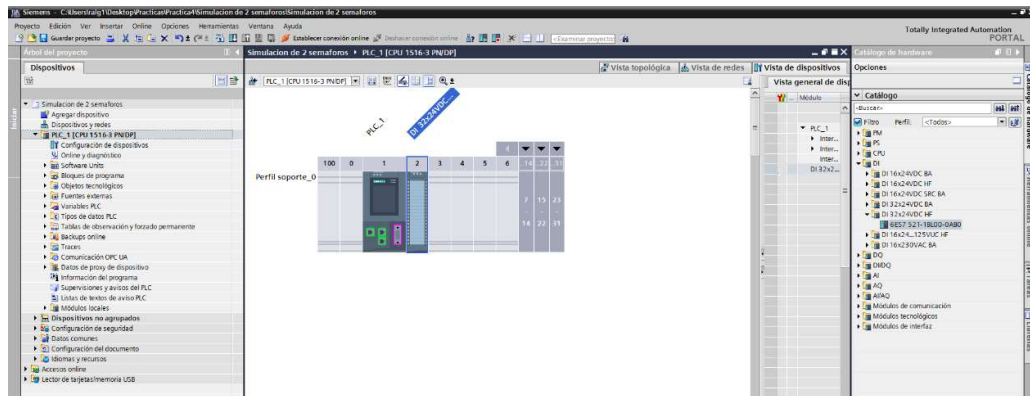 Siemens - C:\Users\ralg1\Desktop\Practicas\Practica4\Simulacion de 2 semaforos\Simulacion de 2 semaforos
Proyecto Edición Ver Insertar Online Opciones Herramientas Ventana Ayuda
Guardar proyecto
Establecer conexión online
Deshacer conexión online
<Examinar proyecto>
Totally Integrated Automation
PORTAL
Árbol del proyecto
Dispositivos
Simulacion de 2 semaforos
Agregar dispositivo
Dispositivos y redes
PLC_1 [CPU 1516-3 PN/DP]
Configuración de dispositivos
Online y diagnóstico
Software Units
Bloques de programa
Objetos tecnológicos
Fuentes externas
Variables PLC
Tipos de datos PLC
Tablas de observación y forzado permanente
Backups online
Traces
Comunicación OPC UA
Datos de proxy de dispositivo
Información del programa
Supervisiones y avisos del PLC
Listas de textos de aviso PLC
Módulos locales
Dispositivos no agrupados
Configuración de seguridad
Datos comunes
Configuración del documento
Idiomas y recursos
Accesos online
Lector de tarjetas/memoria USB
Iniciar
Simulacion de 2 semaforos PLC_1 [CPU 1516-3 PN/DP]
Vista topológica
Vista de redes
Vista de dispositivos
PLC_1 [CPU 1516-3 PN/DP]
PLC_1
DI 32x24VDC...
100 0 1 2 3 4 5 6
Perfil soporte_0
7 15 23
14 22 31
Vista general de disp
Módulo
PLC_1
Inter...
Inter...
Inter...
DI 32x2...
Catálogo de hardware
Opciones
Catálogo
<Buscar>
Filtro Perfil: <Todos>
PM
PS
CPU
DI
DI 16x24VDC BA
DI 16x24VDC HF
DI 16x24VDC SRC BA
DI 32x24VDC BA
DI 32x24VDC HF
6ES7 521-1BL00-0AB0
DI 16x24...125VUC HF
DI 16x230VAC BA
DQ
DI/DQ
AI
AQ
AI/AQ
Módulos de comunicación
Módulos tecnológicos
Módulos de interfaz